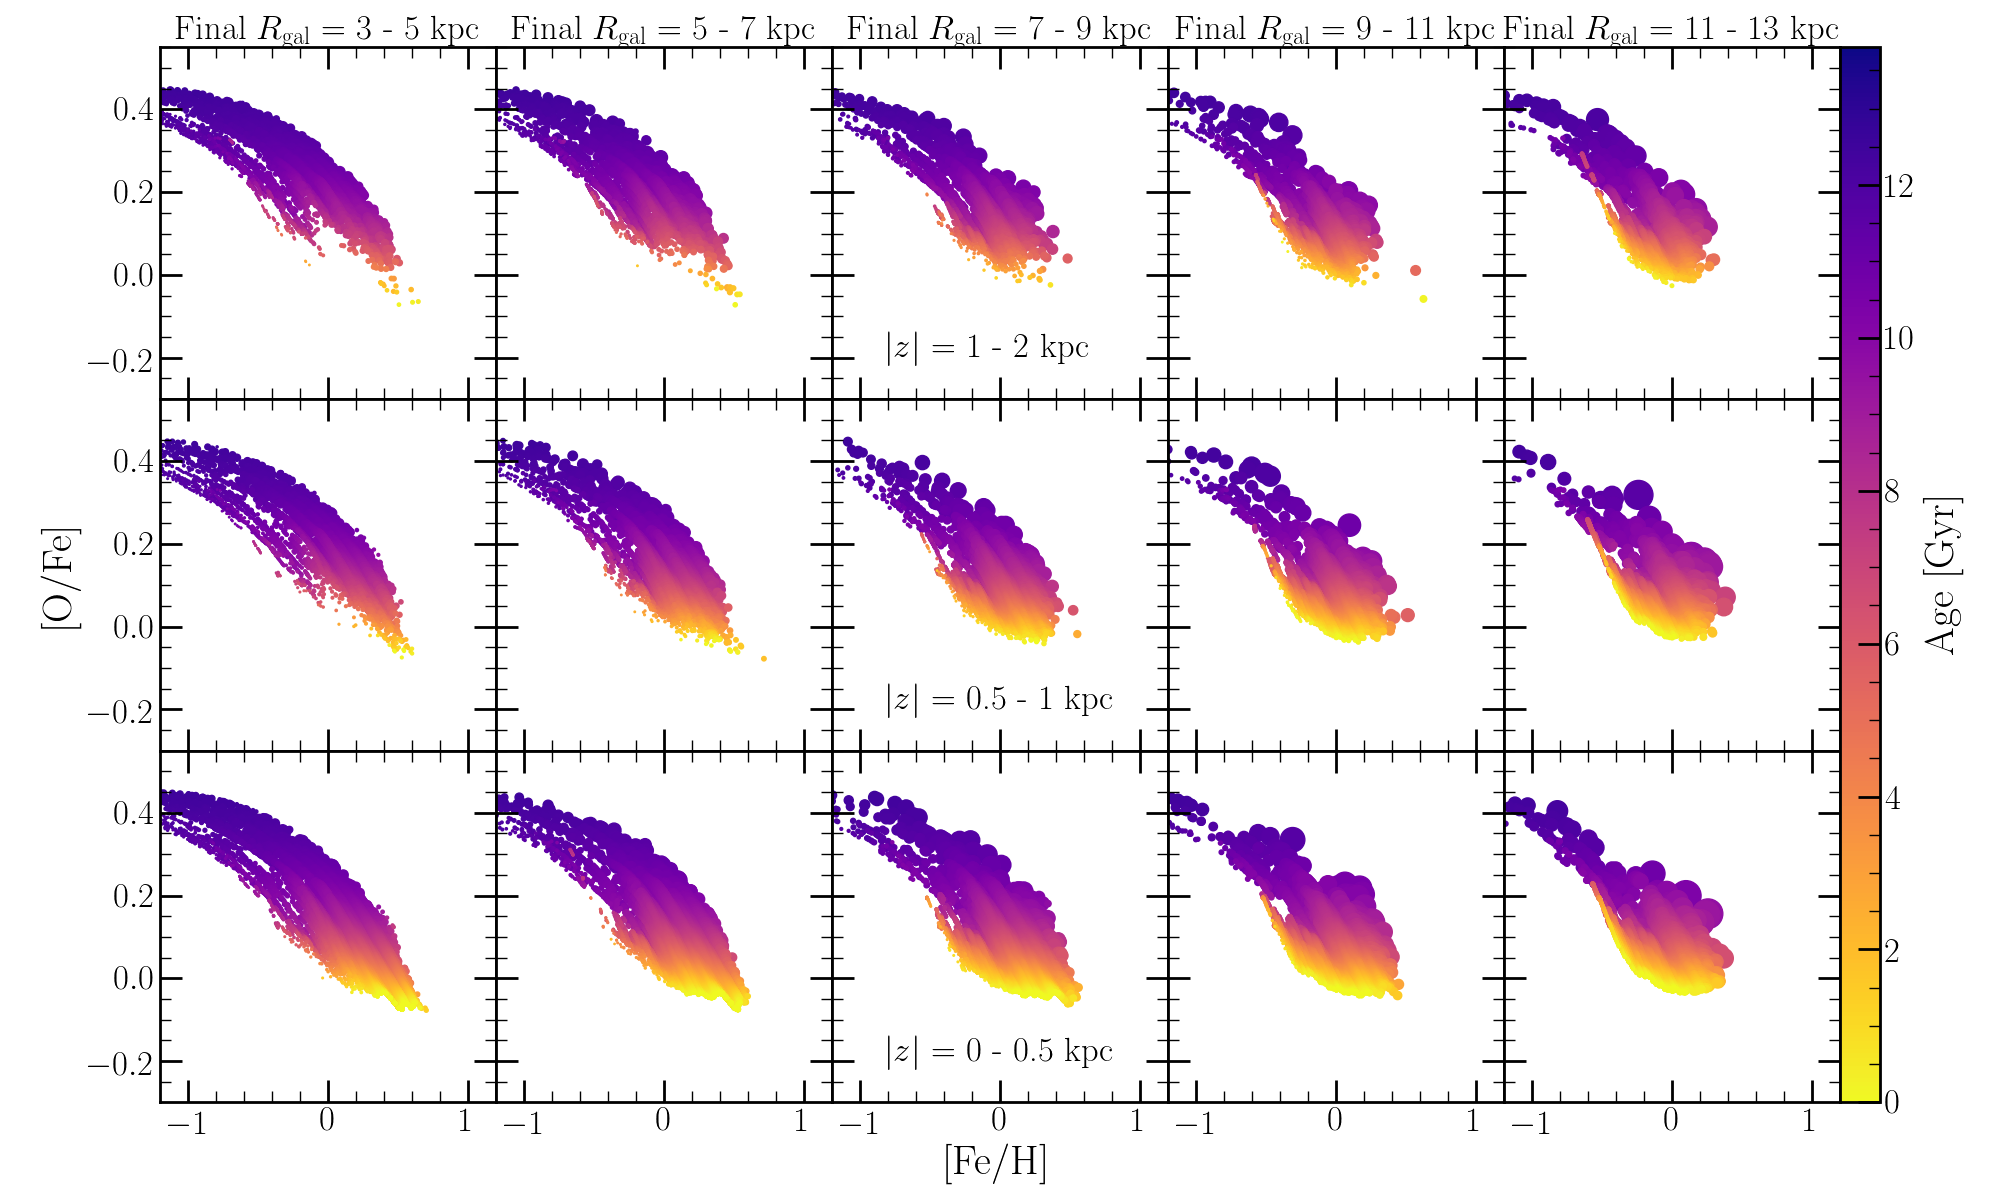 Final R_gal = 3 - 5 kpc Final R_gal = 5 - 7 kpc Final R_gal = 7 - 9 kpc Final R_gal = 9 - 11 kpc Final R_gal = 11 - 13 kpc
0.4
0.2
0.0
−0.2
|z| = 1 - 2 kpc
0.4
0.2
0.0
−0.2
|z| = 0.5 - 1 kpc
0.4
0.2
0.0
−0.2
|z| = 0 - 0.5 kpc
[O/Fe]
−1 0 1 −1 0 1 −1 0 1 −1 0 1 −1 0 1
[Fe/H]
12
10
8
6
4
2
0
Age [Gyr]